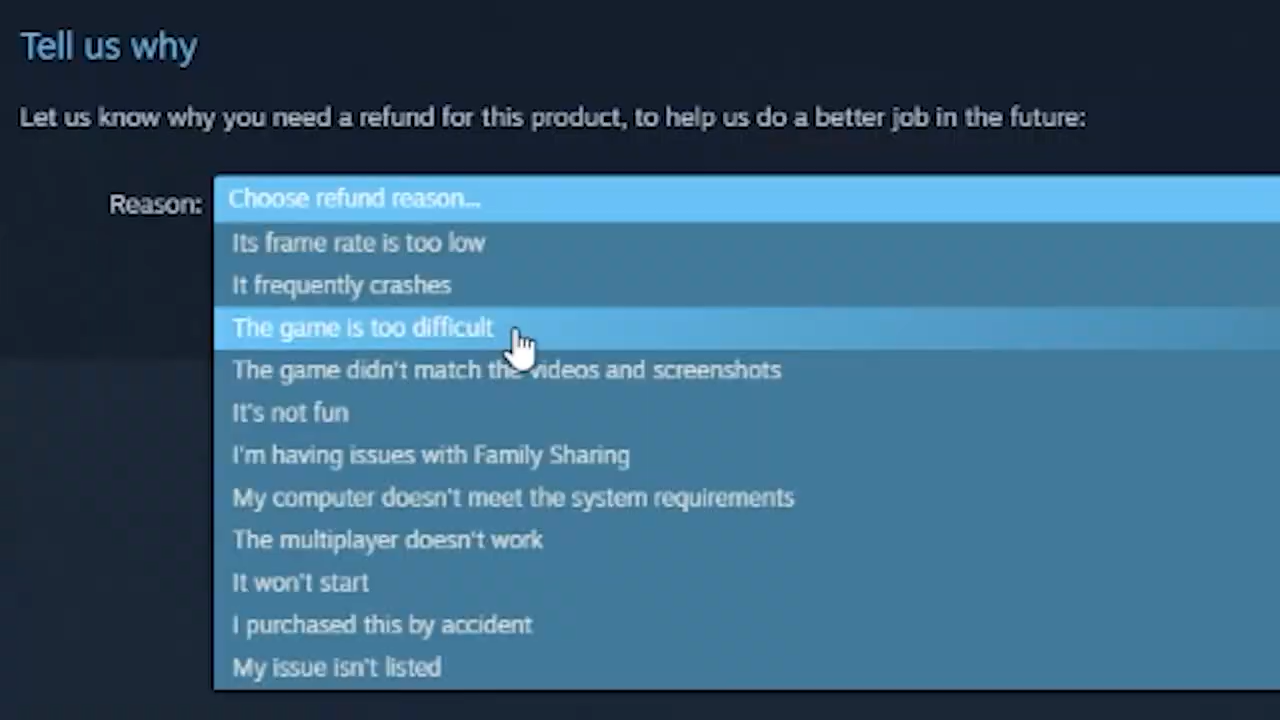 Tell us why
Let us know why you need a refund for this product, to help us do a better job in the future:
Reason:
Choose refund reason...
Its frame rate is too low
It frequently crashes
The game is too difficult
The game didn't match the videos and screenshots
It's not fun
I'm having issues with Family Sharing
My computer doesn't meet the system requirements
The multiplayer doesn't work
It won't start
I purchased this by accident
My issue isn't listed